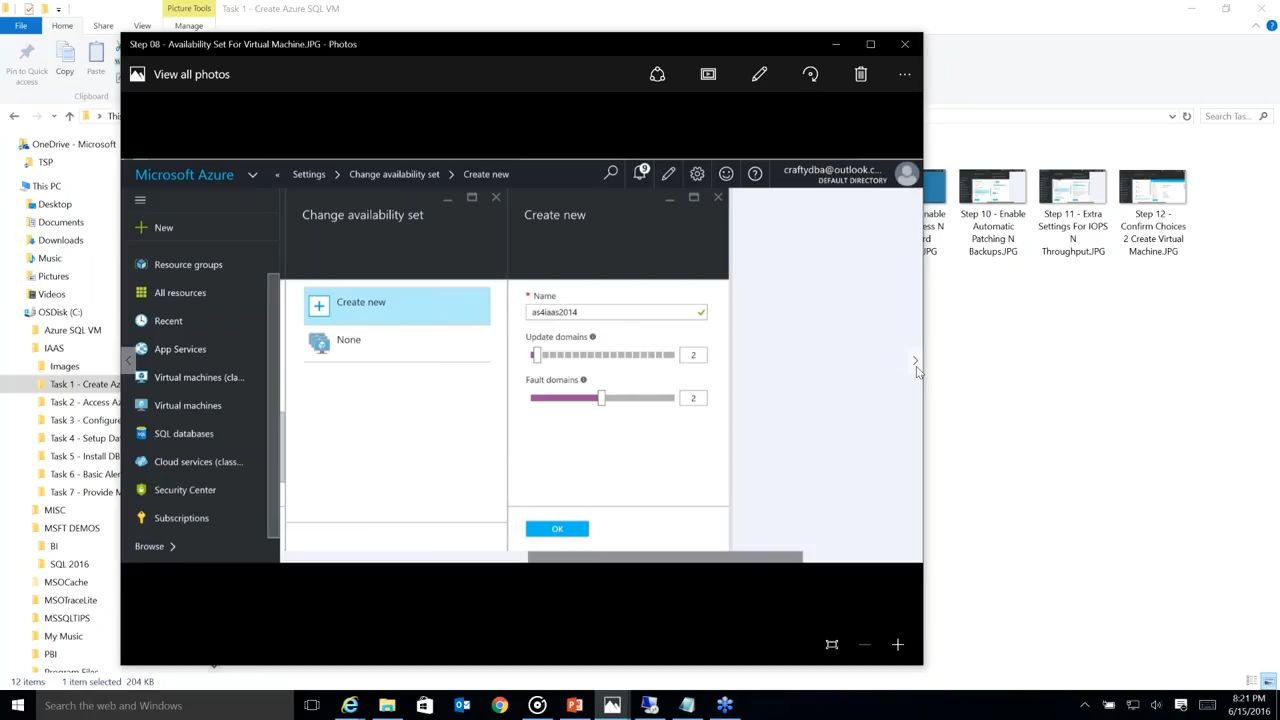 Picture Tools
Task 1 - Create Azure SQL VM
File
Home
Share
View
Manage
Pin to Quick
access
Copy
Paste
Clipboard
Step 08 - Availability Set For Virtual Machine.JPG - Photos
View all photos
OneDrive - Microsoft
TSP
This PC
Desktop
Documents
Downloads
Music
Pictures
Videos
OSDisk (C:)
Azure SQL VM
IAAS
Images
Task 1 - Create Az
Task 2 - Access Az
Task 3 - Configure
Task 4 - Setup Da
Task 5 - Install DB
Task 6 - Basic Aler
Task 7 - Provide M
MISC
MSFT DEMOS
BI
SQL 2016
MSOCache
MSOTraceLite
MSSQLTIPS
My Music
PBI
Program Files
12 items
1 item selected 204 KB
Microsoft Azure
Settings
Change availability set
Create new
9
craftydba@outlook.c...
DEFAULT DIRECTORY
New
Resource groups
All resources
Recent
App Services
Virtual machines (cla...
Virtual machines
SQL databases
Cloud services (class...
Security Center
Subscriptions
Browse
Change availability set
Create new
None
Create new
* Name
as4iaas2014
Update domains
2
Fault domains
2
OK
Search Tas...
Step 10 - Enable
Automatic
Patching N
Backups.JPG
Step 11 - Extra
Settings For IOPS
N
Throughput.JPG
Step 12 -
Confirm Choices
2 Create Virtual
Machine.JPG
Search the web and Windows
8:21 PM
6/15/2016